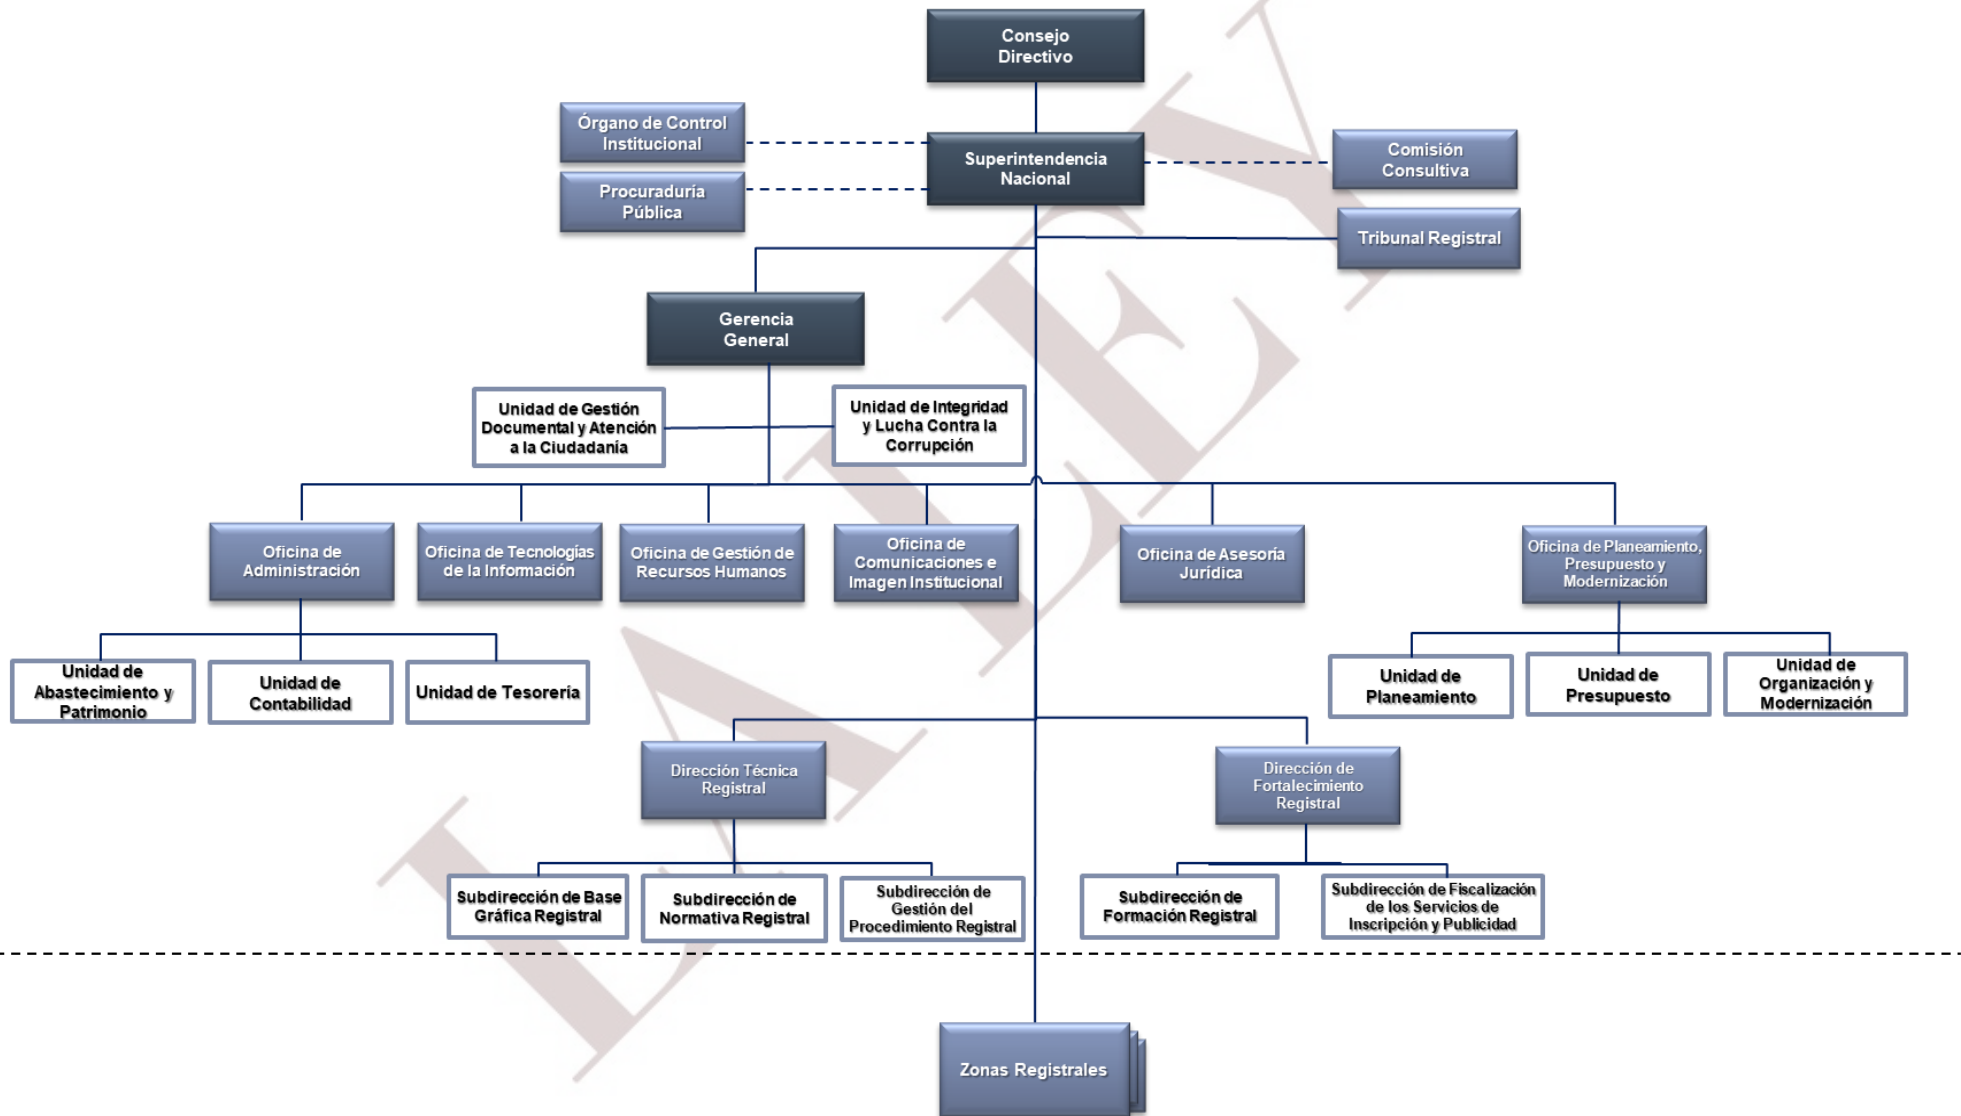 Consejo
Directivo
Órgano de Control
Institucional
Superintendencia
Nacional
Comisión
Consultiva
Procuraduría
Pública
Tribunal Registral
Gerencia
General
Unidad de Gestión
Documental y Atención
a la Ciudadanía
Unidad de Integridad
y Lucha Contra la
Corrupción
Oficina de
Administración
Oficina de Tecnologías
de la Información
Oficina de Gestión de
Recursos Humanos
Oficina de
Comunicaciones e
Imagen Institucional
Oficina de Asesoría
Jurídica
Oficina de Planeamiento,
Presupuesto y
Modernización
Unidad de
Abastecimiento y
Patrimonio
Unidad de
Contabilidad
Unidad de Tesorería
Unidad de
Planeamiento
Unidad de
Presupuesto
Unidad de
Organización y
Modernización
Dirección Técnica
Registral
Dirección de
Fortalecimiento
Registral
Subdirección de Base
Gráfica Registral
Subdirección de
Normativa Registral
Subdirección de
Gestión del
Procedimiento Registral
Subdirección de
Formación Registral
Subdirección de Fiscalización
de los Servicios de
Inscripción y Publicidad
Zonas Registrales
LA LEY